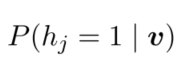 P(h_j = 1 | v)